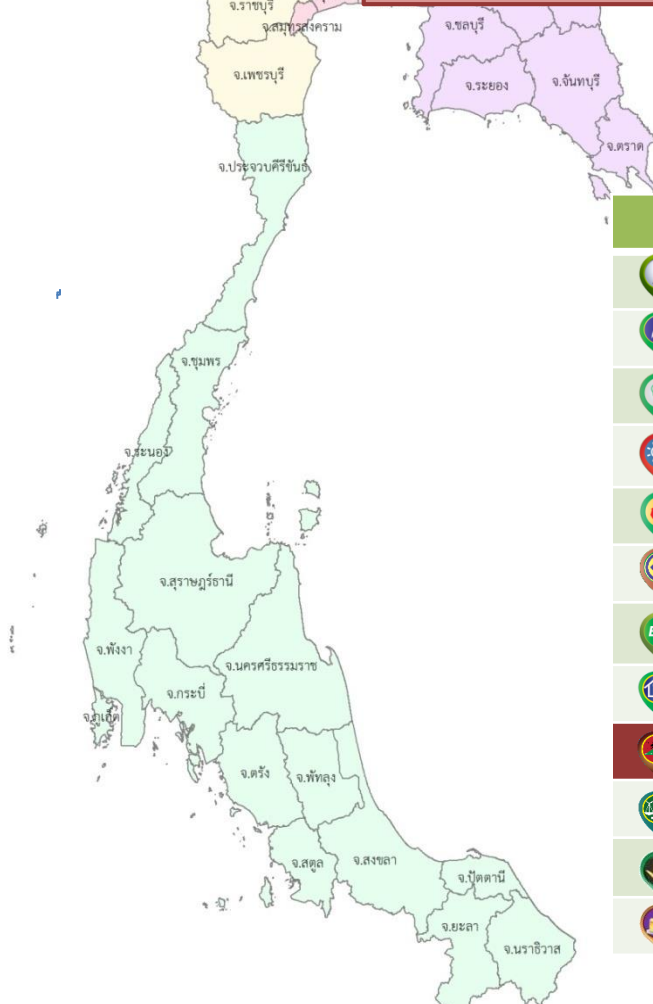 จ.ราชบุรี
จ.สมุทรสงคราม
จ.ชลบุรี
จ.เพชรบุรี
จ.ระยอง
จ.จันทบุรี
จ.ตราด
จ.ประจวบคีรีขันธ์
จ.ชุมพร
จ.ระนอง
จ.สุราษฎร์ธานี
จ.พังงา
จ.นครศรีธรรมราช
จ.กระบี่
จ.ภูเก็ต
จ.ตรัง
จ.พัทลุง
จ.สตูล
จ.สงขลา
จ.ปัตตานี
จ.ยะลา
จ.นราธิวาส